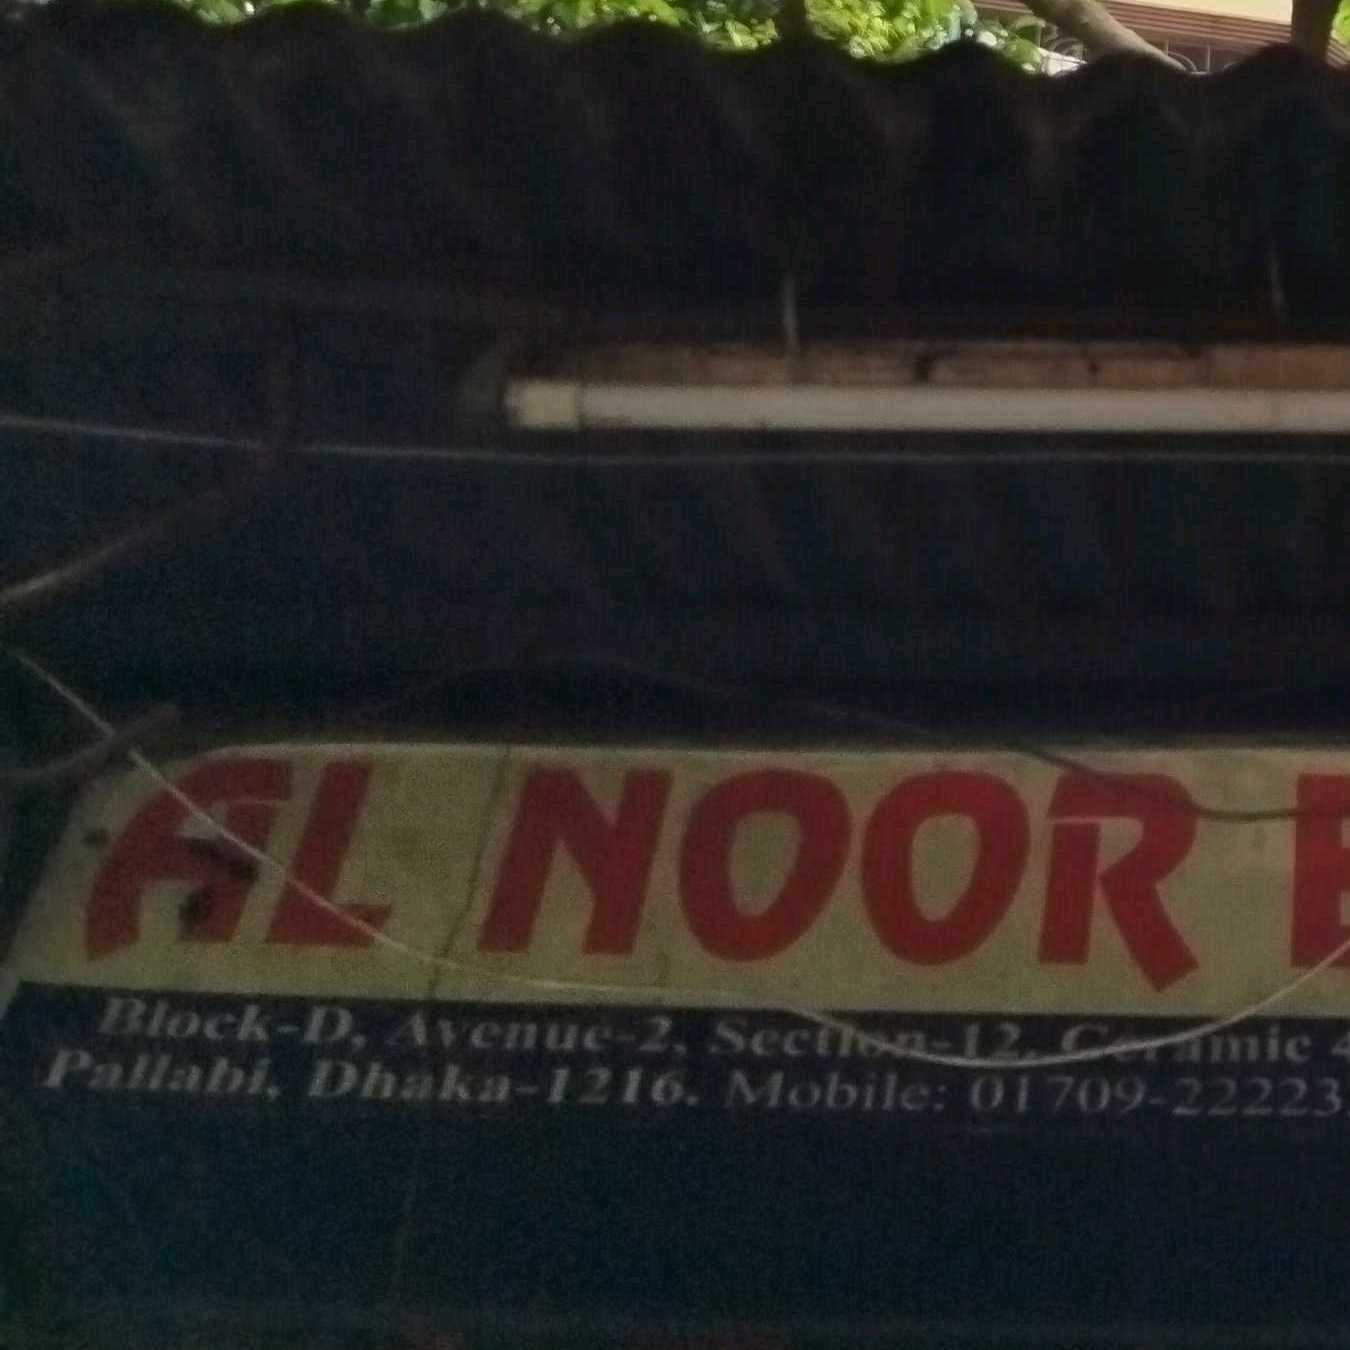 AL NOOR
Block-D, Avenue-2, Section-12, Ceramic
Pallabi, Dhaka-1216. Mobile: 01709-22223